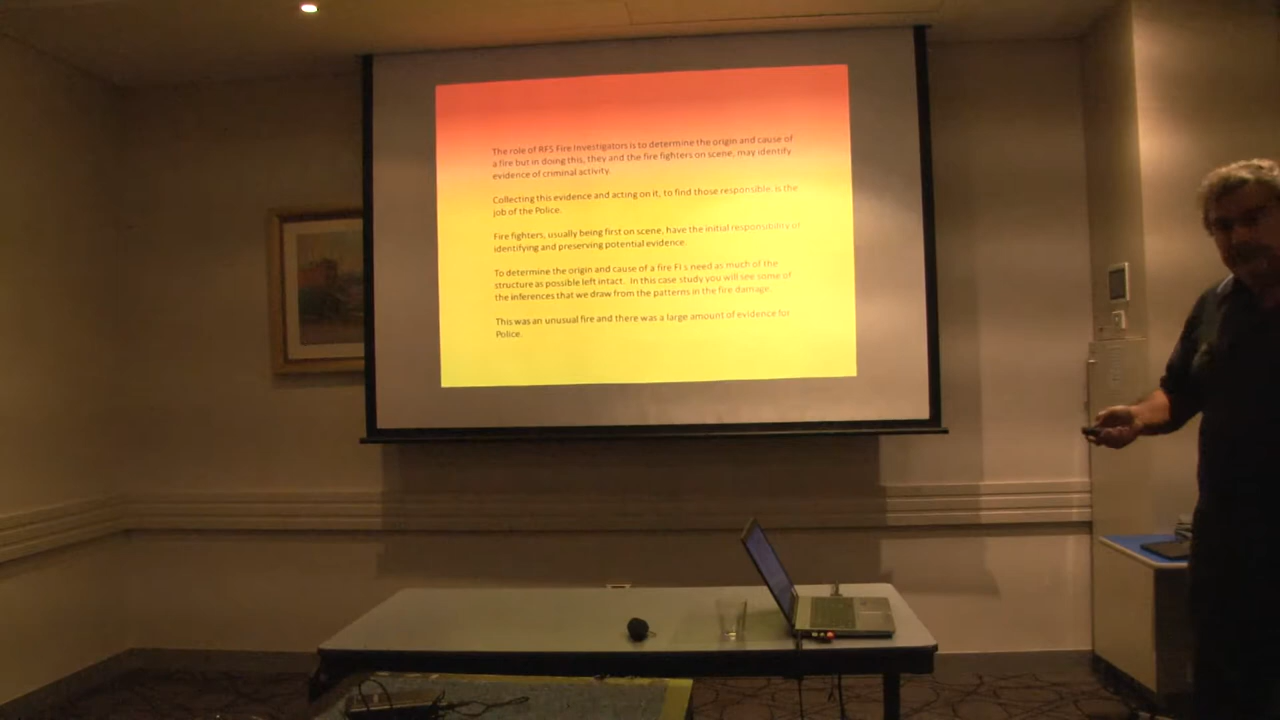 The role of RFS Fire Investigators is to determine the origin and cause of
a fire but in doing this, they and the fire fighters on scene, may identify
evidence of criminal activity.
Collecting this evidence and acting on it, to find those responsible, is the
job of the Police.
Fire fighters, usually being first on scene, have the initial responsibility of
identifying and preserving potential evidence.
To determine the origin and cause of a fire FI s need as much of the
structure as possible left intact. In this case study you will see some of
the inferences that we draw from the patterns in the fire damage.
This was an unusual fire and there was a large amount of evidence for
Police.